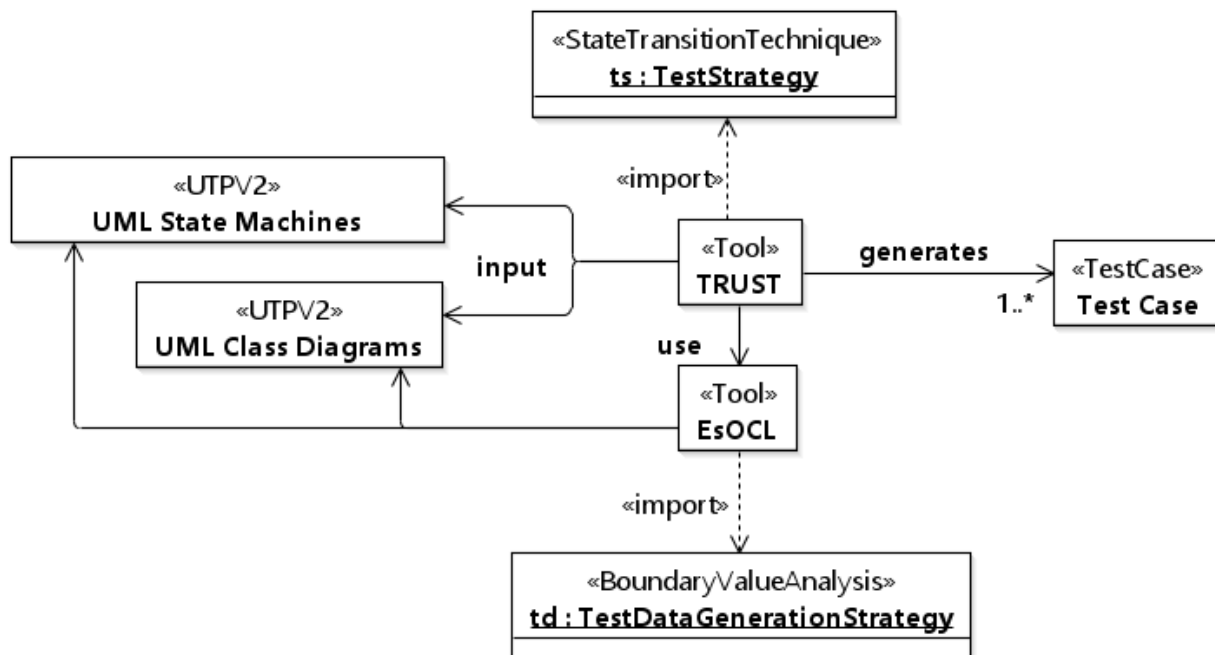 «StateTransitionTechnique»
ts : TestStrategy
«import»
«UTPV2»
UML State Machines
input
«Tool»
TRUST
generates
1..*
«TestCase»
Test Case
«UTPV2»
UML Class Diagrams
use
«Tool»
EsOCL
«import»
«BoundaryValueAnalysis»
td : TestDataGenerationStrategy